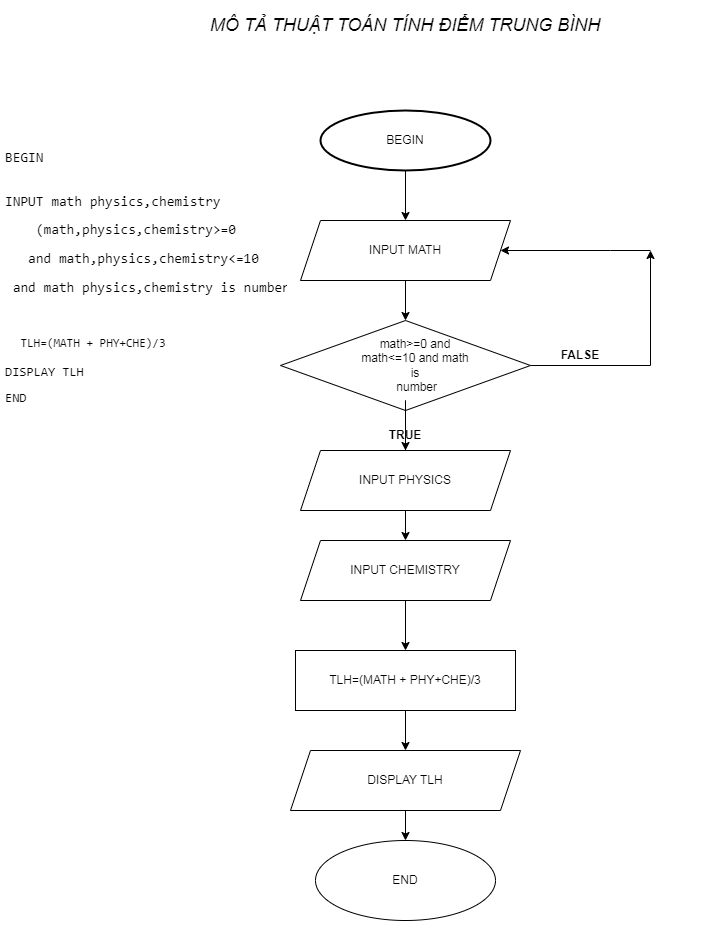 MÔ TẢ THUẬT TOÁN TÍNH ĐIỂM TRUNG BÌNH
BEGIN
INPUT math physics,chemistry
(math,physics,chemistry>=0
and math,physics,chemistry<=10
and math physics,chemistry is number
TLH=(MATH + PHY+CHE)/3
DISPLAY TLH
END
BEGIN
INPUT MATH
math>=0 and
math<=10 and math
is
number
FALSE
TRUE
INPUT PHYSICS
INPUT CHEMISTRY
TLH=(MATH + PHY+CHE)/3
DISPLAY TLH
END